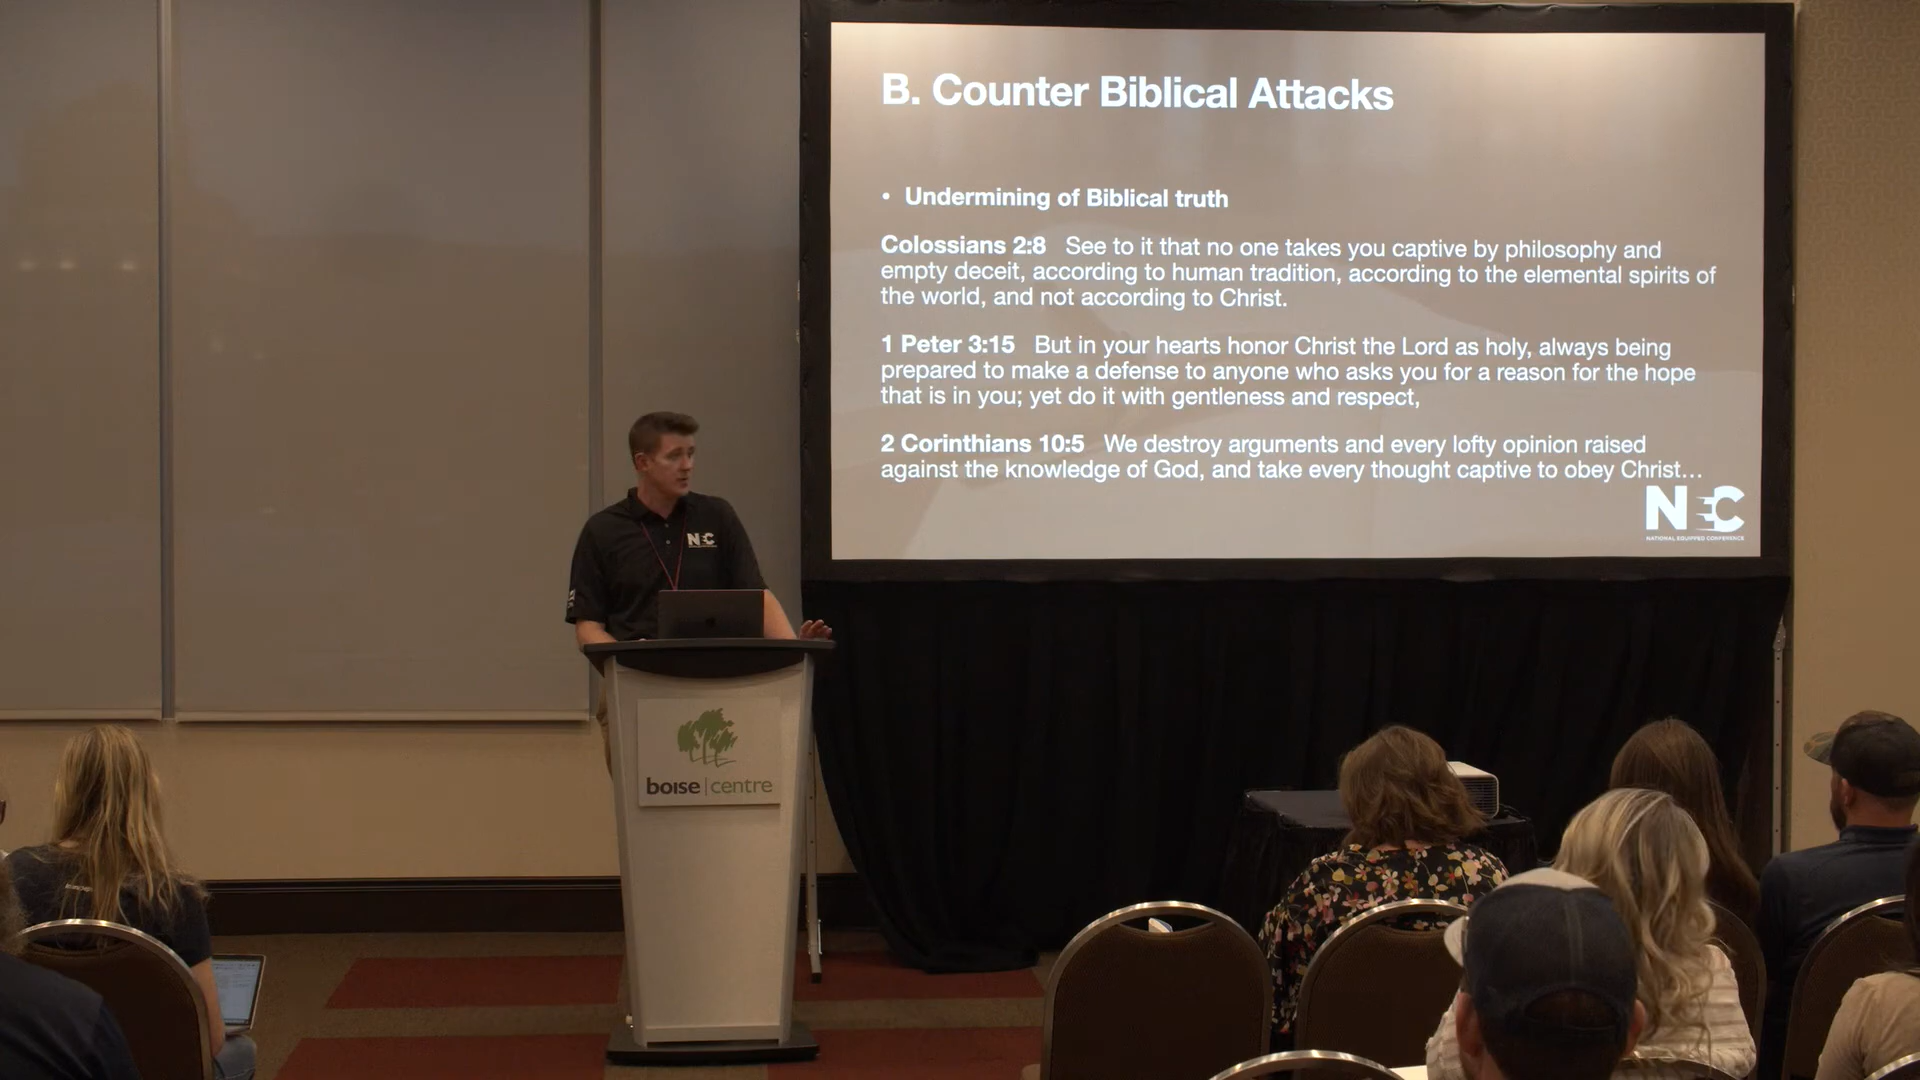 B. Counter Biblical Attacks
• Undermining of Biblical truth
Colossians 2:8 See to it that no one takes you captive by philosophy and
empty deceit, according to human tradition, according to the elemental spirits of
the world, and not according to Christ.
1 Peter 3:15 But in your hearts honor Christ the Lord as holy, always being
prepared to make a defense to anyone who asks you for a reason for the hope
that is in you; yet do it with gentleness and respect,
2 Corinthians 10:5 We destroy arguments and every lofty opinion raised
against the knowledge of God, and take every thought captive to obey Christ…
NEC
NATIONAL EQUIPPED CONFERENCE
NEC
boise | centre